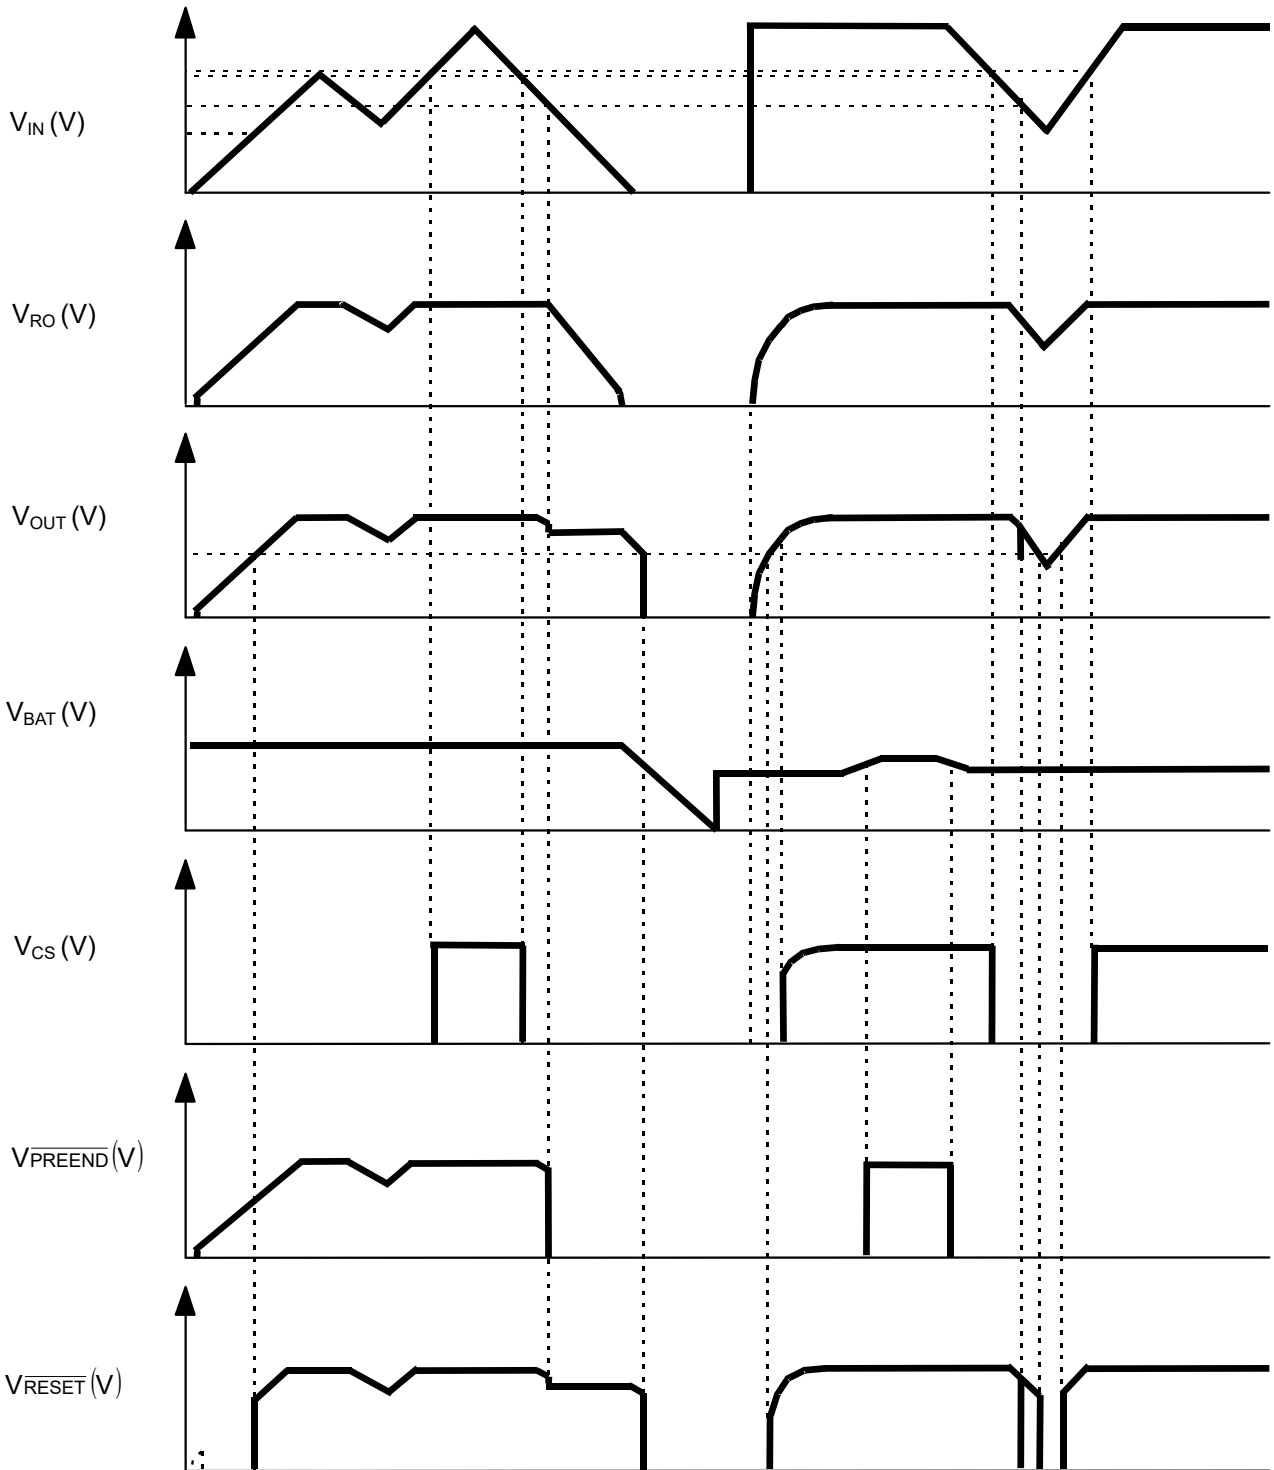 VIN (V)
VRO (V)
VOUT (V)
VBAT (V)
VCS (V)
VPREEND (V)
VRESET (V)